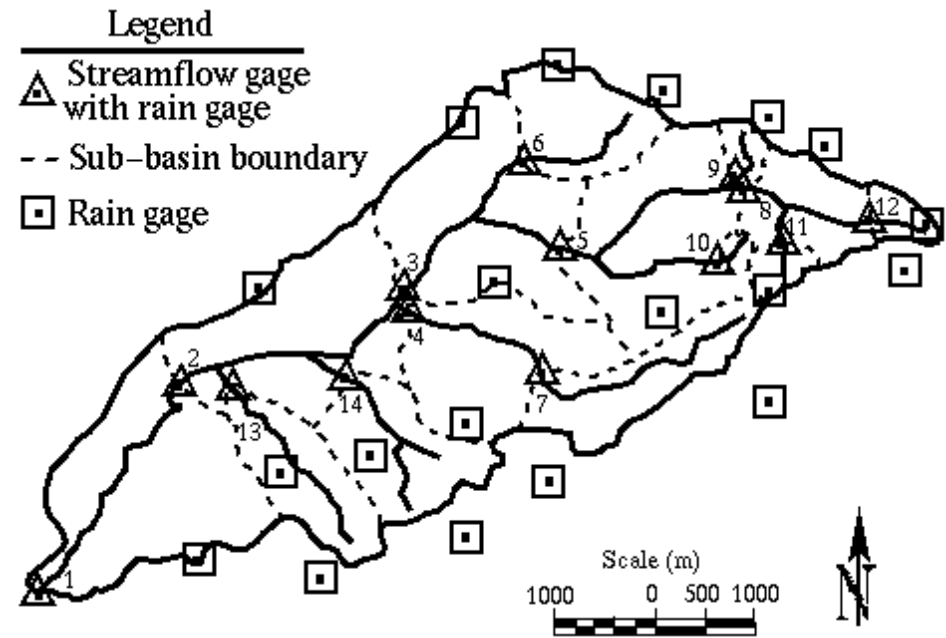 Legend
Streamflow gage
with rain gage
Sub-basin boundary
Rain gage
6
9
8
12
11
5
10
3
4
2
7
14
13
1
Scale (m)
1000 0 500 1000
N